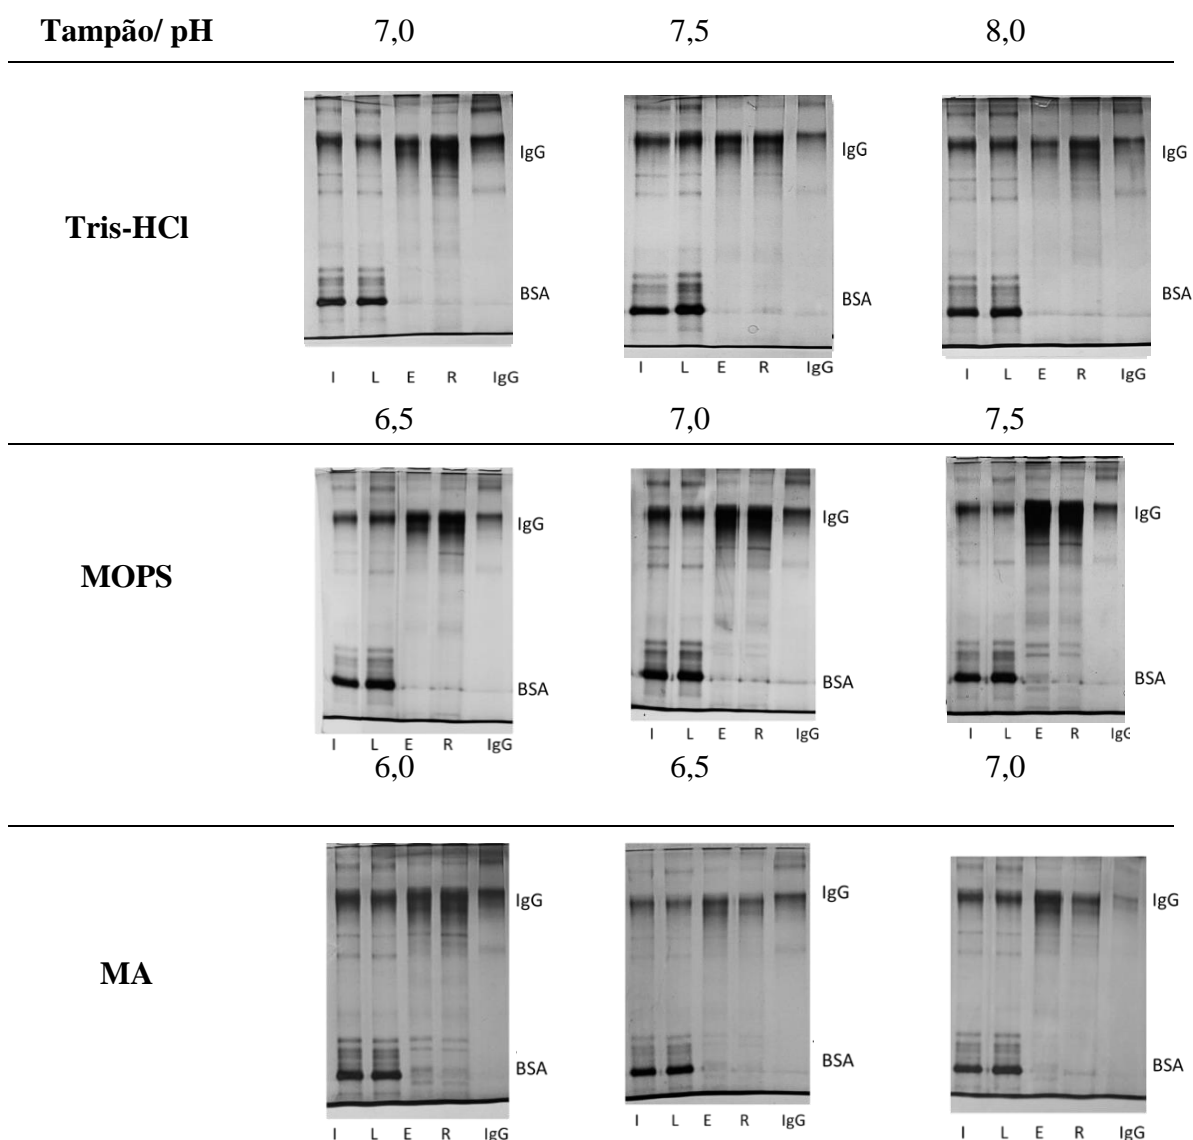 Tampão/ pH 7,0 7,5 8,0
Tris-HCl
IgG IgG IgG
BSA BSA BSA
I L E R IgG I L E R IgG I L E R IgG
6,5 7,0 7,5
MOPS
IgG IgG IgG
BSA BSA BSA
I L E R IgG I L E R IgG I L E R IgG
6,0 6,5 7,0
MA
IgG IgG IgG
BSA BSA BSA
I L E R IgG I L E R IgG I L E R IgG